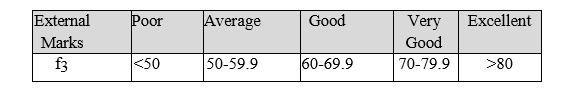 External Marks Poor Average Good Very Good Excellent
f3 <50 50-59.9 60-69.9 70-79.9 >80